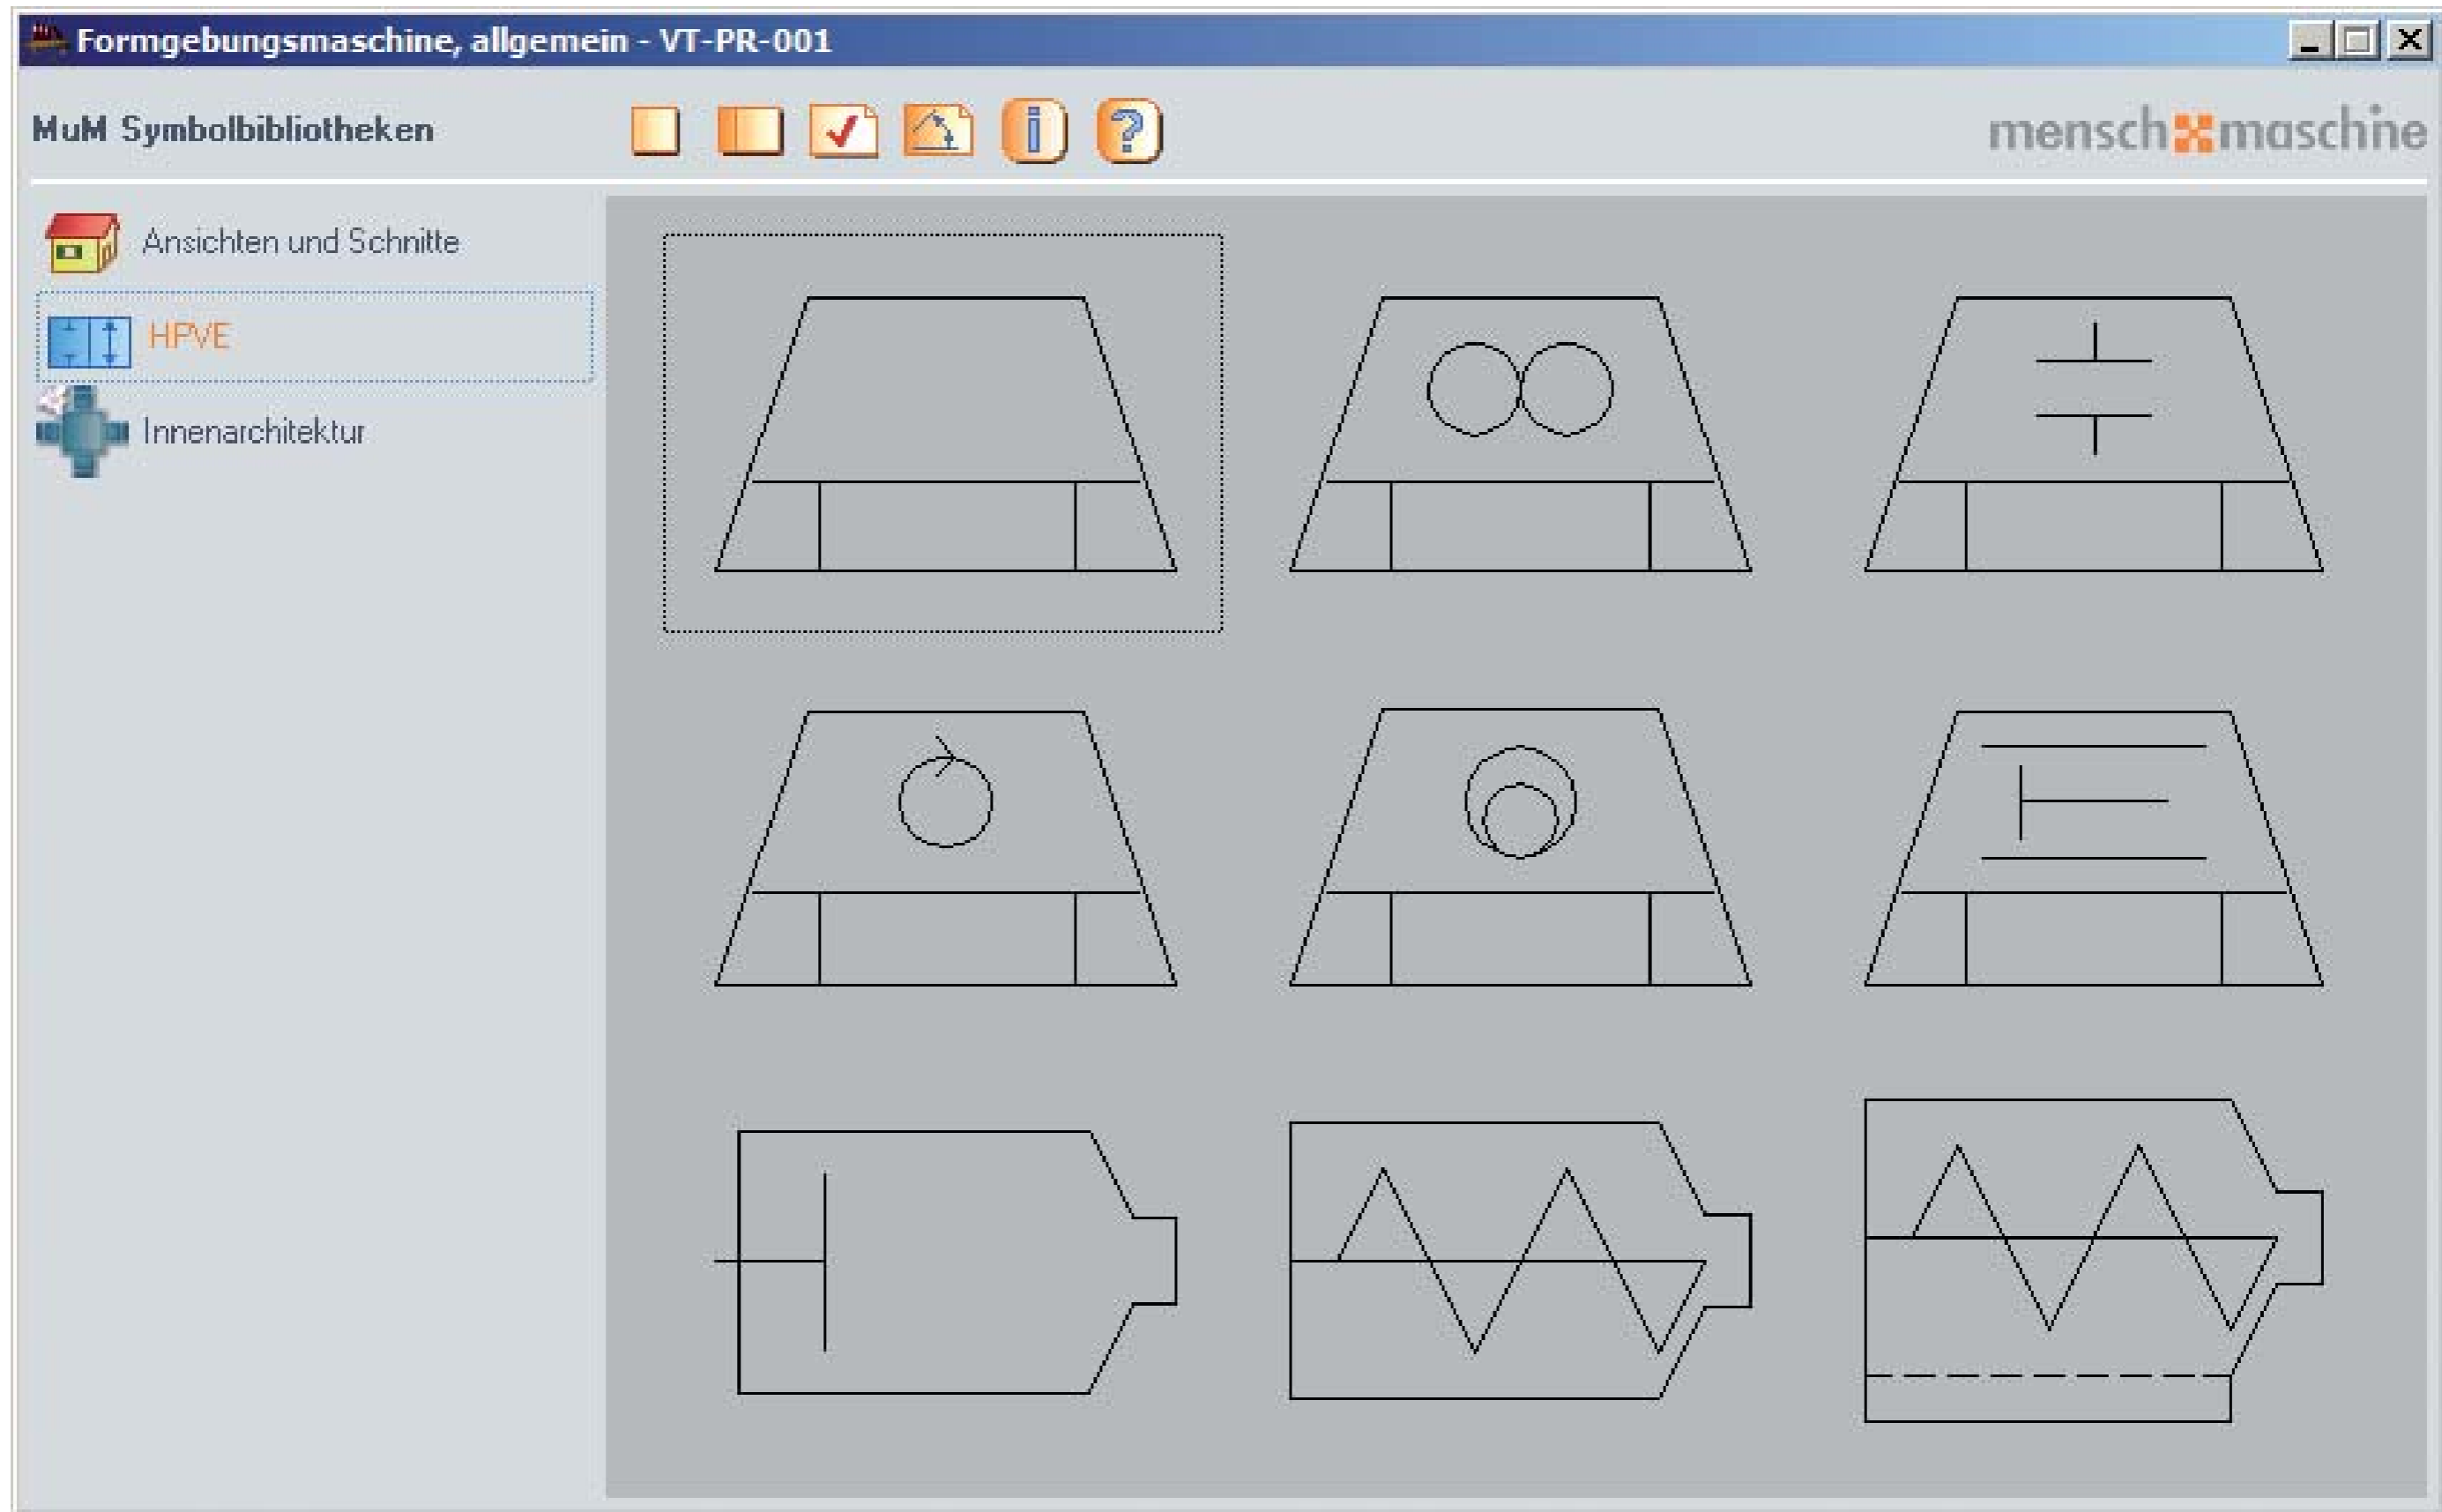 Formgebungsmaschine, allgemein - VT-PR-001
MuM Symbolbibliotheken
i ?
mensch maschine
Ansichten und Schnitte
HPVE
Innenarchitektur